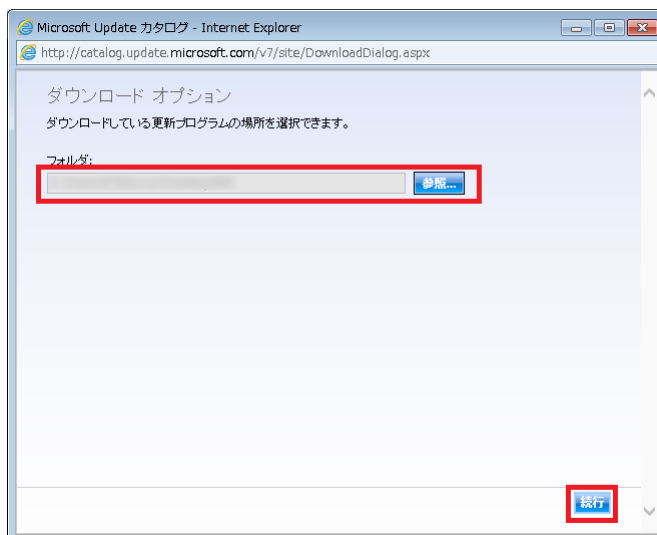 Microsoft Update カタログ - Internet Explorer
http://catalog.update.microsoft.com/v7/site/DownloadDialog.aspx
ダウンロード オプション
ダウンロードしている更新プログラムの場所を選択できます。
フォルダ:
参照...
続行